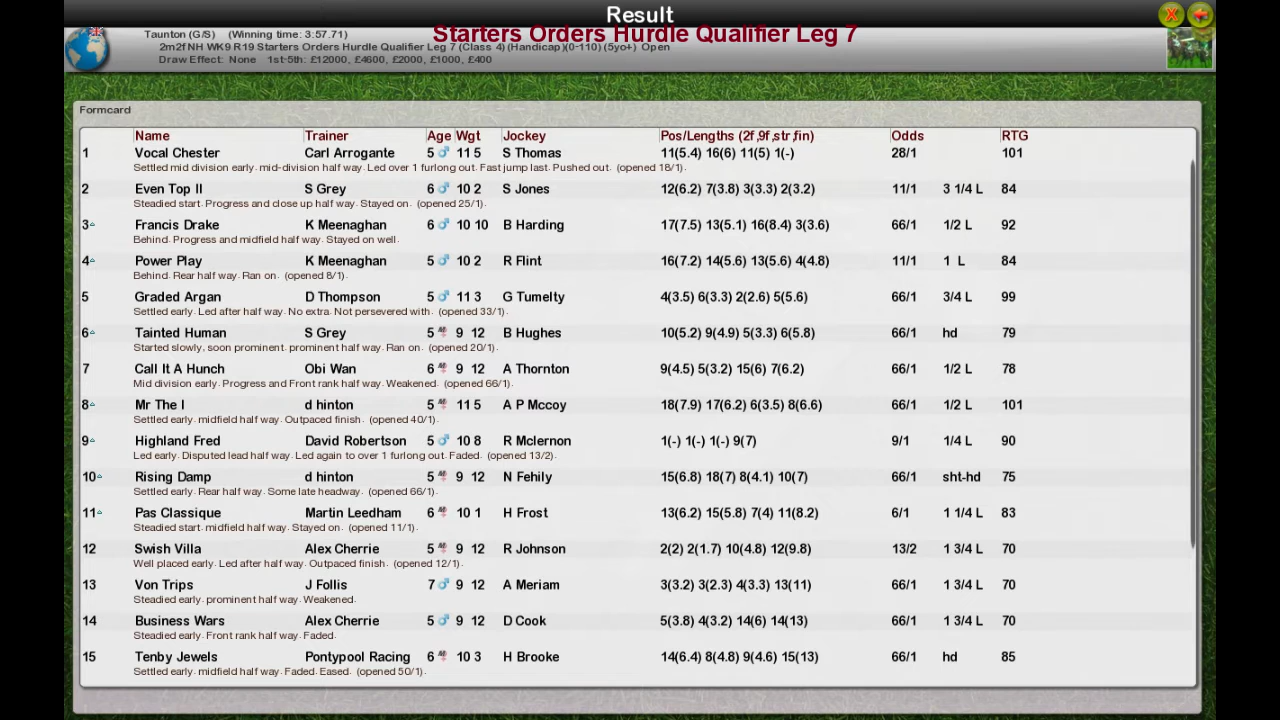 Result
Starters Orders Hurdle Qualifier Leg 7
Taunton (G/S) (Winning time: 3:57.71)
2m2f NH WK9 R19 Starters Orders Hurdle Qualifier Leg 7 (Class 4) (Handicap)(0-110) (5yo+) Open
Draw Effect: None 1st-5th: £12000, £4600, £2000, £1000, £400
Formcard
Name Trainer Age Wgt Jockey Pos/Lengths (2f,9f,str,fin) Odds RTG
1 Vocal Chester Carl Arrogante 5 11 5 S Thomas 11(5.4) 16(6) 11(5) 1(-) 28/1 101
Settled mid division early. mid-division half way. Led over 1 furlong out. Fast jump last. Pushed out. (opened 18/1).
2 Even Top II S Grey 6 10 2 S Jones 12(6.2) 7(3.8) 3(3.3) 2(3.2) 11/1 3 1/4 L 84
Steadied start. Progress and close up half way. Stayed on. (opened 25/1).
3 Francis Drake K Meenaghan 6 10 10 B Harding 17(7.5) 13(5.1) 16(8.4) 3(3.6) 66/1 1/2 L 92
Behind. Progress and midfield half way. Stayed on well.
4 Power Play K Meenaghan 5 10 2 R Flint 16(7.2) 14(5.6) 13(5.6) 4(4.8) 11/1 1 L 84
Behind. Rear half way. Ran on. (opened 8/1).
5 Graded Argan D Thompson 5 11 3 G Tumelty 4(3.5) 6(3.3) 2(2.6) 5(5.6) 66/1 3/4 L 99
Settled early. Led after half way. No extra. Not persevered with. (opened 33/1).
6 Tainted Human S Grey 5 9 12 B Hughes 10(5.2) 9(4.9) 5(3.3) 6(5.8) 66/1 hd 79
Started slowly, soon prominent. prominent half way. Ran on. (opened 20/1).
7 Call It A Hunch Obi Wan 6 9 12 A Thornton 9(4.5) 5(3.2) 15(6) 7(6.2) 66/1 1/2 L 78
Mid division early. Progress and Front rank half way. Weakened. (opened 66/1).
8 Mr The I d hinton 5 11 5 A P Mccoy 18(7.9) 17(6.2) 6(3.5) 8(6.6) 66/1 1/2 L 101
Settled early. midfield half way. Outpaced finish. (opened 40/1).
9 Highland Fred David Robertson 5 10 8 R Mclernon 1(-) 1(-) 1(-) 9(7) 9/1 1/4 L 90
Led early. Disputed lead half way. Led again to over 1 furlong out. Faded. (opened 13/2).
10 Rising Damp d hinton 5 9 12 N Fehily 15(6.8) 18(7) 8(4.1) 10(7) 66/1 sht-hd 75
Settled early. Rear half way. Some late headway. (opened 66/1).
11 Pas Classique Martin Leedham 6 10 1 H Frost 13(6.2) 15(5.8) 7(4) 11(8.2) 6/1 1 1/4 L 83
Steadied start. midfield half way. Stayed on. (opened 11/1).
12 Swish Villa Alex Cherrie 5 9 12 R Johnson 2(2) 2(1.7) 10(4.8) 12(9.8) 13/2 1 3/4 L 70
Well placed early. Led after half way. Outpaced finish. (opened 12/1).
13 Von Trips J Follis 7 9 12 A Meriam 3(3.2) 3(2.3) 4(3.3) 13(11) 66/1 1 3/4 L 70
Steadied early. prominent half way. Weakened.
14 Business Wars Alex Cherrie 5 9 12 D Cook 5(3.8) 4(3.2) 14(6) 14(13) 66/1 1 3/4 L 70
Steadied early. Front rank half way. Faded.
15 Tenby Jewels Pontypool Racing 6 10 3 H Brooke 14(6.4) 8(4.8) 9(4.6) 15(13) 66/1 hd 85
Settled early. midfield half way. Faded. Eased. (opened 50/1).